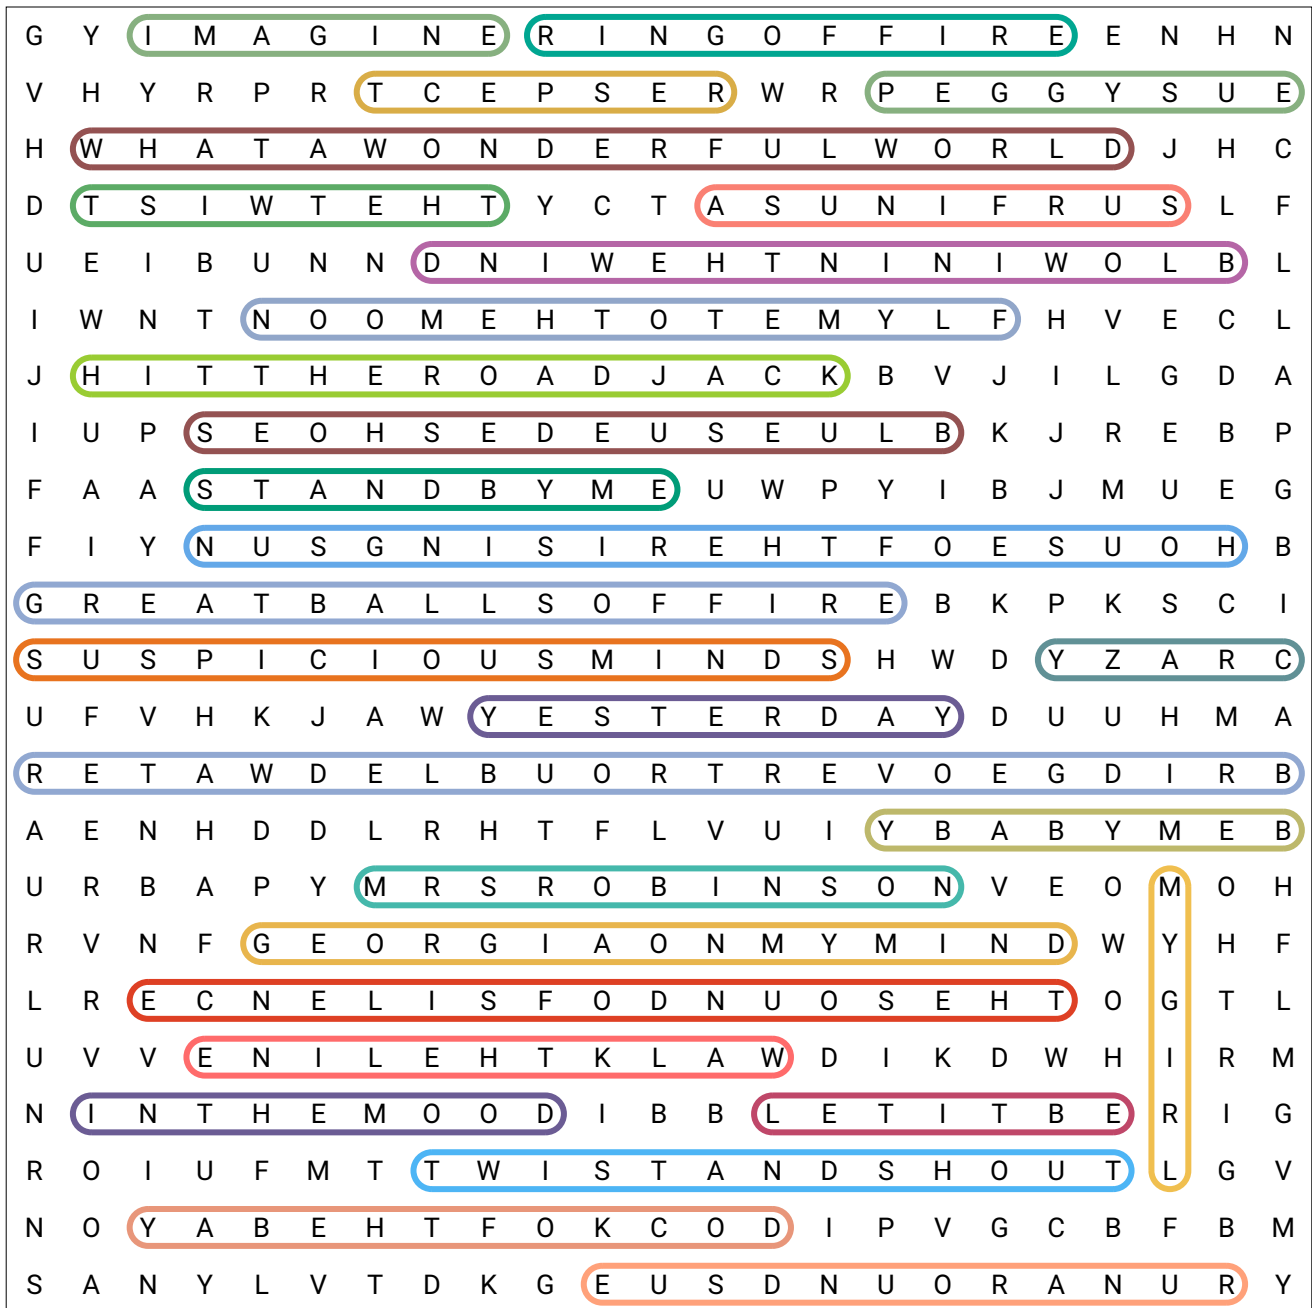 G Y I M A G I N E R I N G O F F I R E E N H N
V H Y R P R T C E P S E R W R P E G G Y S U E
H W H A T A W O N D E R F U L W O R L D J H C
D T S I W T E H T Y C T A S U N I F R U S L F
U E I B U N N D N I W E H T N I N I W O L B L
I W N T N O O M E H T O T E M Y L F H V E C L
J H I T T H E R O A D J A C K B V J I L G D A
I U P S E O H S E D E U S E U L B K J R E B P
F A A S T A N D B Y M E U W P Y I B J M U E G
F I Y N U S G N I S I R E H T F O E S U O H B
G R E A T B A L L S O F F I R E B K P K S C I
S U S P I C I O U S M I N D S H W D Y Z A R C
U F V H K J A W Y E S T E R D A Y D U U H M A
R E T A W D E L B U O R T R E V O E G D I R B
A E N H D D L R H T F L V U I Y B A B Y M E B
U R B A P Y M R S R O B I N S O N V E O M O H
R V N F G E O R G I A O N M Y M I N D W Y H F
L R E C N E L I S F O D N U O S E H T O G T L
U V V E N I L E H T K L A W D I K D W H I R M
N I N T H E M O O D I B B L E T I T B E R I G
R O I U F M T T W I S T A N D S H O U T L G V
N O Y A B E H T F O K C O D I P V G C B F B M
S A N Y L V T D K G E U S D N U O R A N U R Y